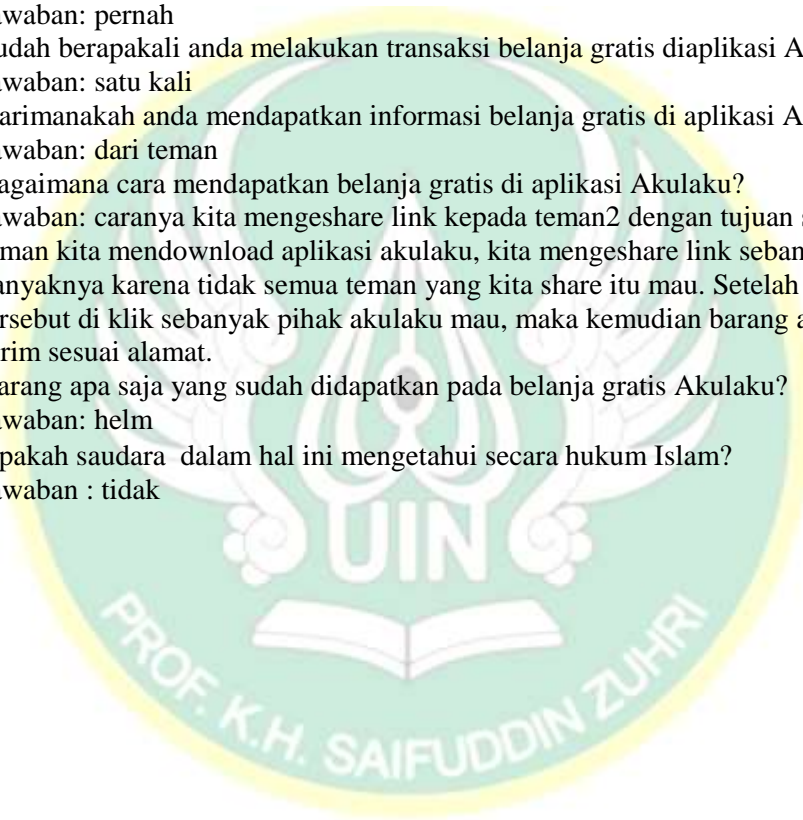 awaban: pernah
udah berapakali anda melakukan transaksi belanja gratis diaplikasi A
awaban: satu kali
arimanakah anda mendapatkan informasi belanja gratis di aplikasi A
awaban: dari teman
agaimana cara mendapatkan belanja gratis di aplikasi Akulaku?
awaban: caranya kita mengeshare link kepada teman2 dengan tujuan s
man kita mendownload aplikasi akulaku, kita mengeshare link seban
anyaknya karena tidak semua teman yang kita share itu mau. Setelah
rsebut di klik sebanyak pihak akulaku mau, maka kemudian barang a
rim sesuai alamat.
arang apa saja yang sudah didapatkan pada belanja gratis Akulaku?
awaban: helm
pakah saudara  dalam hal ini mengetahui secara hukum Islam?
awaban : tidak
UIN
PROF. K.H. SAIFUDDIN ZUHRI